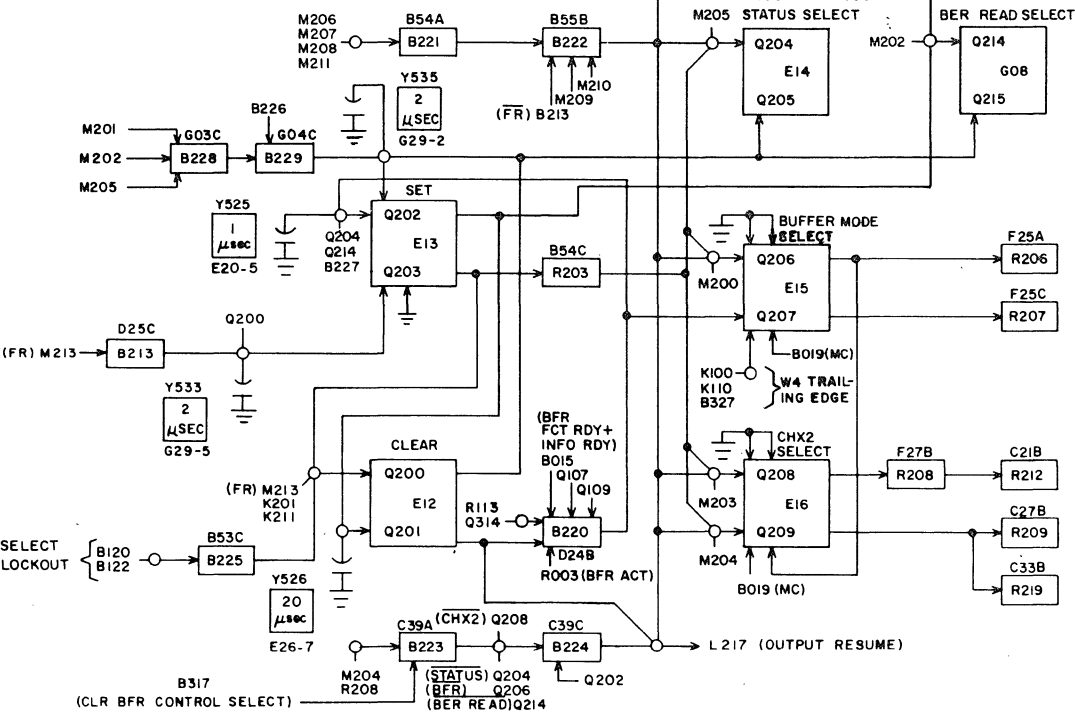 M205 STATUS SELECT
BER READ SELECT
M206
M207
M208
M211
B54A
B221
B55B
B222
M210
M209
(FR) B213
Q204
E14
Q205
M202
Q214
G08
Q215
Y535
2
μSEC
G29-2
B226
M201
M202
M205
G03C
B228
G04C
B229
SET
Y525
1
μsec
E20-5
Q204
Q214
B227
Q202
E13
Q203
B54C
R203
M200
BUFFER MODE
SELECT
Q206
E15
Q207
F25A
R206
F25C
R207
B019(MC)
K100
K110
B327
W4 TRAIL-
ING EDGE
(FR) M213
D25C
B213
Q200
Y533
2
μSEC
G29-5
CLEAR
Q200
E12
Q201
(FR) M213
K201
K211
(BFR
FCT RDY+
INFO RDY)
B015
Q107
Q109
R113
Q314
B220
D24B
R003(BFR ACT)
CHX2
SELECT
M203
Q208
E16
Q209
M204
B019(MC)
F27B
R208
C21B
R212
C27B
R209
C33B
R219
SELECT
LOCKOUT
B120
B122
B53C
B225
Y526
20
μsec
E26-7
C39A
B223
(CHX2) Q208
C39C
B224
L217 (OUTPUT RESUME)
M204
R208
(STATUS) Q204
(BFR) Q206
(BER READ)Q214
Q202
B317
(CLR BFR CONTROL SELECT)